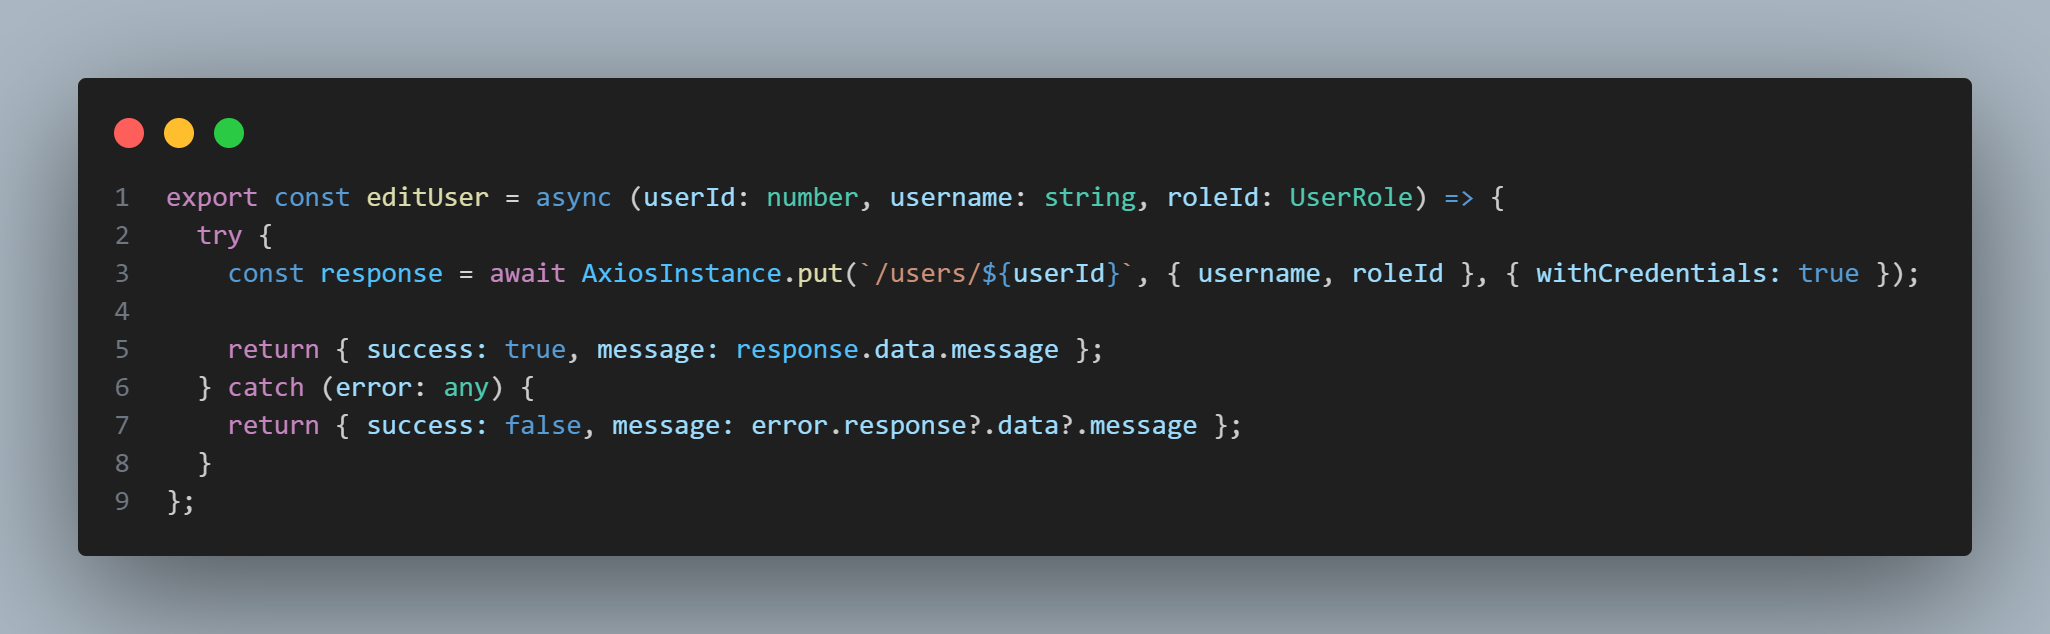 1 export const editUser = async (userId: number, username: string, roleId: UserRole) => {
2 try {
3 const response = await AxiosInstance.put(`/users/${userId}`, { username, roleId }, { withCredentials: true });
4
5 return { success: true, message: response.data.message };
6 } catch (error: any) {
7 return { success: false, message: error.response?.data?.message };
8 }
9 };